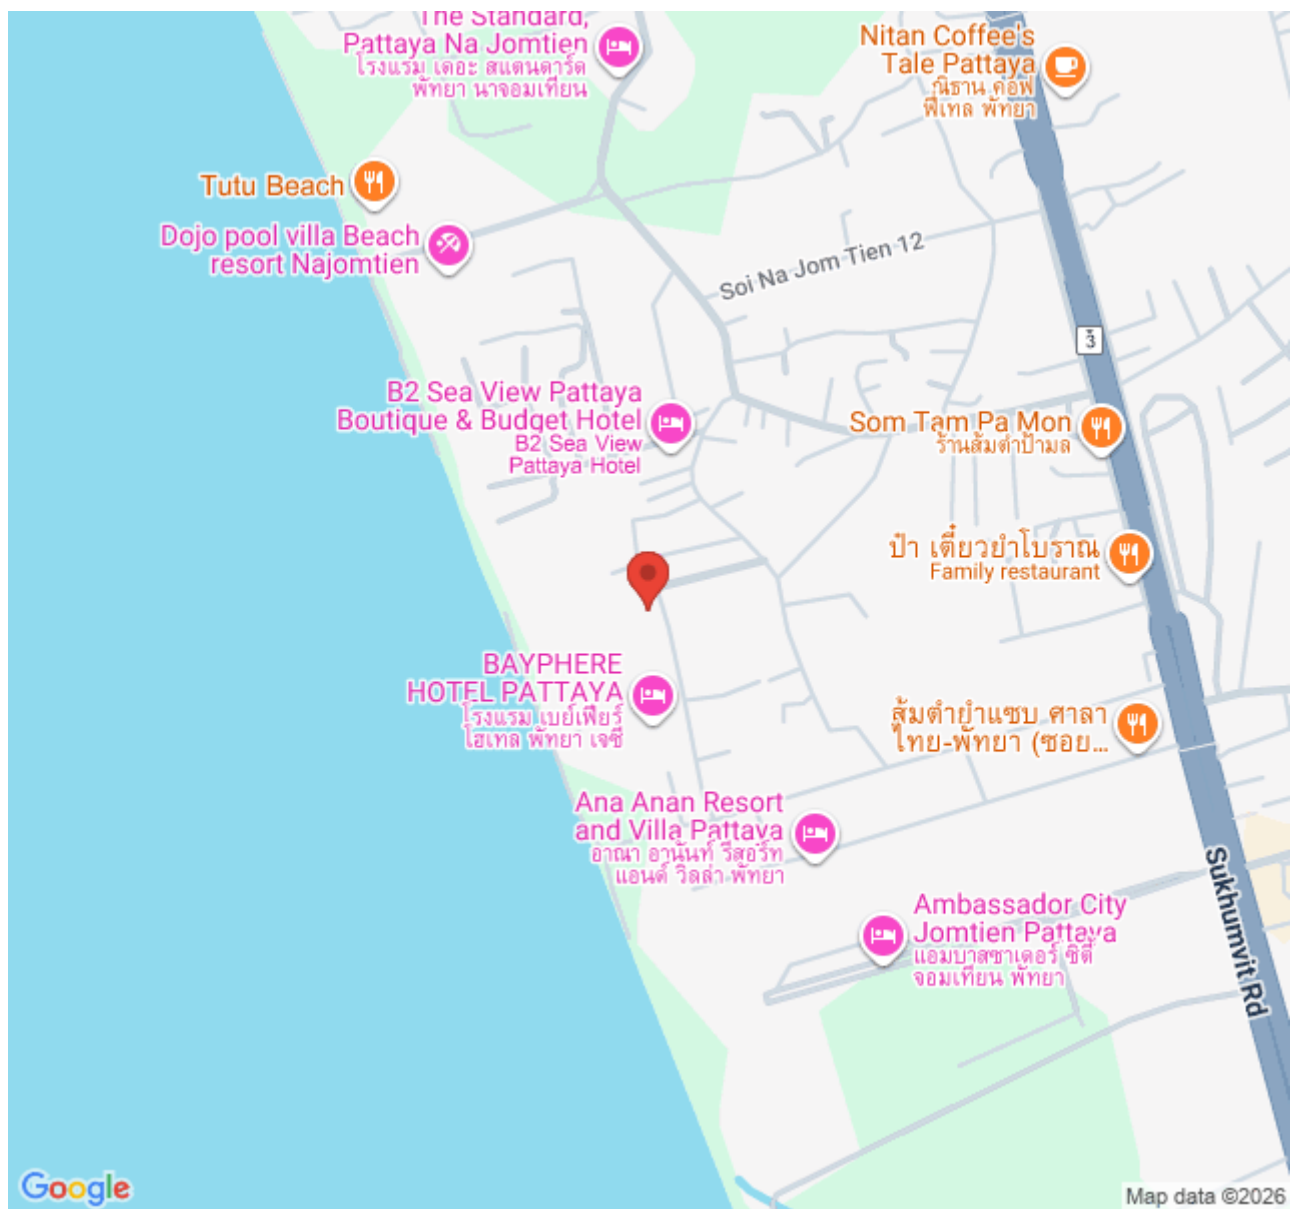 The Standard,
Pattaya Na Jomtien
โรงแรม เดอะ สแตนดาร์ด
พัทยา นาจอมเทียน
Nitan Coffee's
Tale Pattaya
ณิธาน คอฟ
ฟี่เทล พัทยา
Tutu Beach
Dojo pool villa Beach
resort Najomtien
Soi Na Jom Tien 12
3
B2 Sea View Pattaya
Boutique & Budget Hotel
B2 Sea View
Pattaya Hotel
Som Tam Pa Mon
ร้านส้มตำป้ามล
ป๋า เตี๋ยวยำโบราณ
Family restaurant
BAYPHERE
HOTEL PATTAYA
โรงแรม เบย์เฟียร์
โฮเทล พัทยา เจซี
ส้มตำยำแซบ ศาลา
ไทย-พัทยา (ซอย...
Ana Anan Resort
and Villa Pattaya
อาณา อานันท์ รีสอร์ท
แอนด์ วิลล่า พัทยา
Sukhumvit Rd
Ambassador City
Jomtien Pattaya
แอมบาสซาเดอร์ ซิตี้
จอมเทียน พัทยา
Google
Map data ©2026